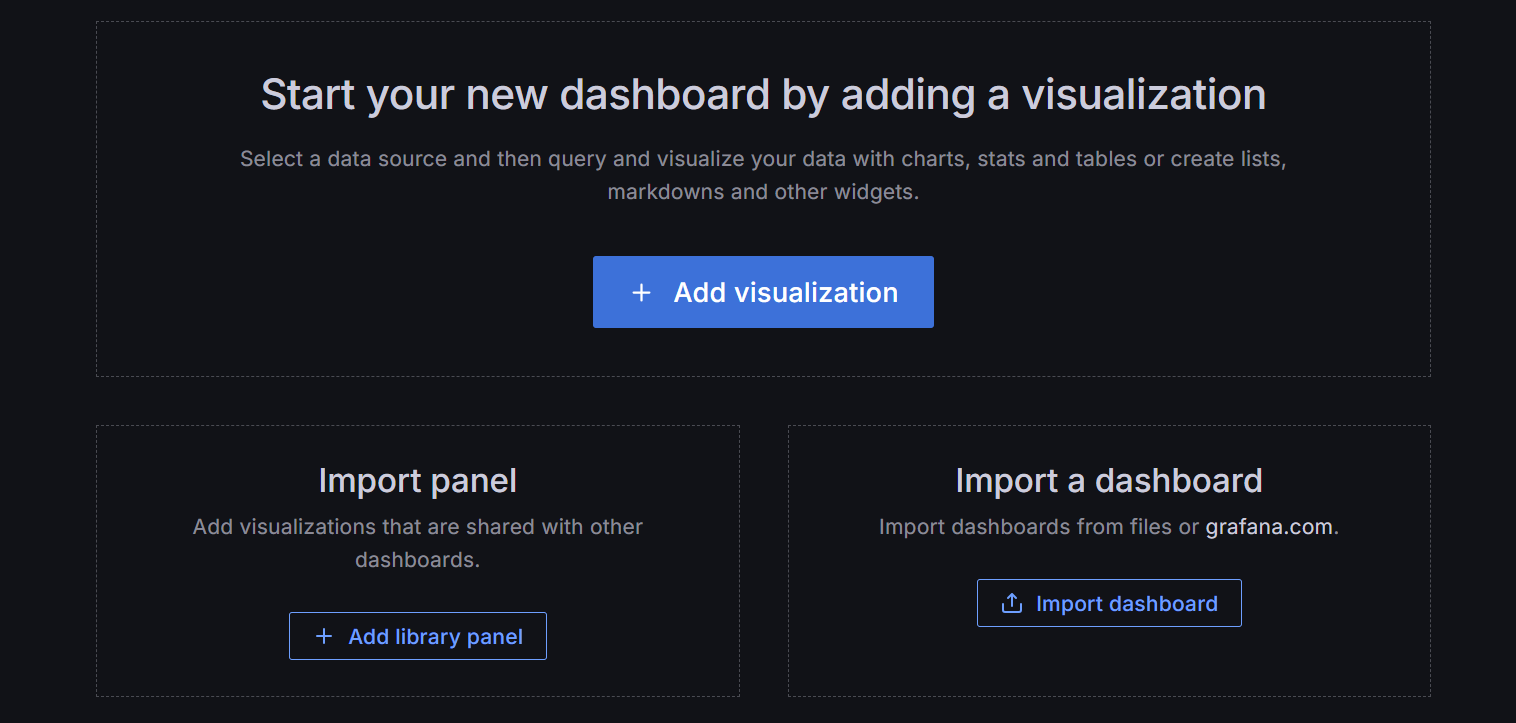 Start your new dashboard by adding a visualization
Select a data source and then query and visualize your data with charts, stats and tables or create lists,
markdowns and other widgets.
+ Add visualization
Import panel
Add visualizations that are shared with other
dashboards.
+ Add library panel
Import a dashboard
Import dashboards from files or grafana.com.
Import dashboard